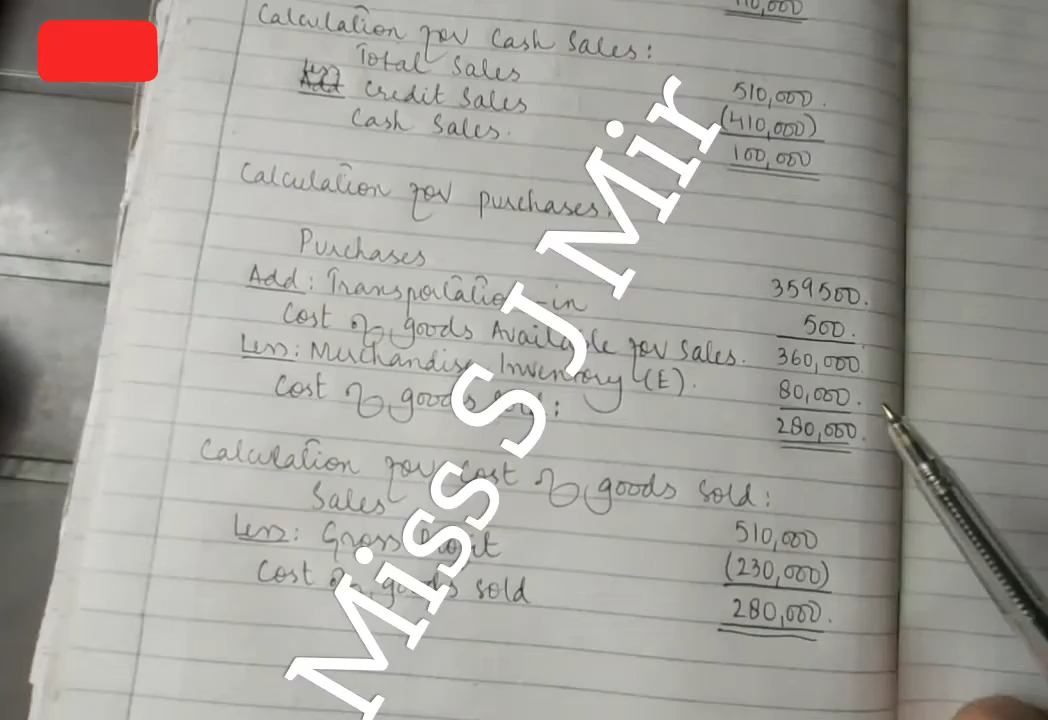 110,000
Calculation for Cash Sales:
Total Sales 510,000.
Credit Sales (410,000)
Cash Sales. 100,000
Calculation for purchases.
Purchases 359500.
Add: Transportation-in 500.
Cost of goods Available for Sales. 360,000.
Less: Merchandise Inventory (E). 80,000.
Cost of goods sold: 280,000.
Calculation for Cost of goods sold:
Sales 510,000
Less: Gross Profit (230,000)
Cost of goods sold 280,000.
Miss S J Mir